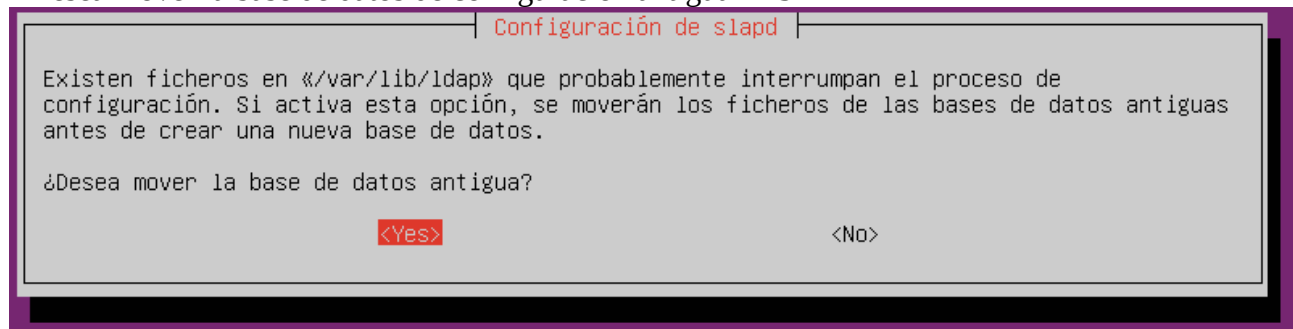 Configuración de slapd
Existen ficheros en «/var/lib/ldap» que probablemente interrumpan el proceso de
configuración. Si activa esta opción, se moverán los ficheros de las bases de datos antiguas
antes de crear una nueva base de datos.
¿Desea mover la base de datos antigua?
<Yes> <No>